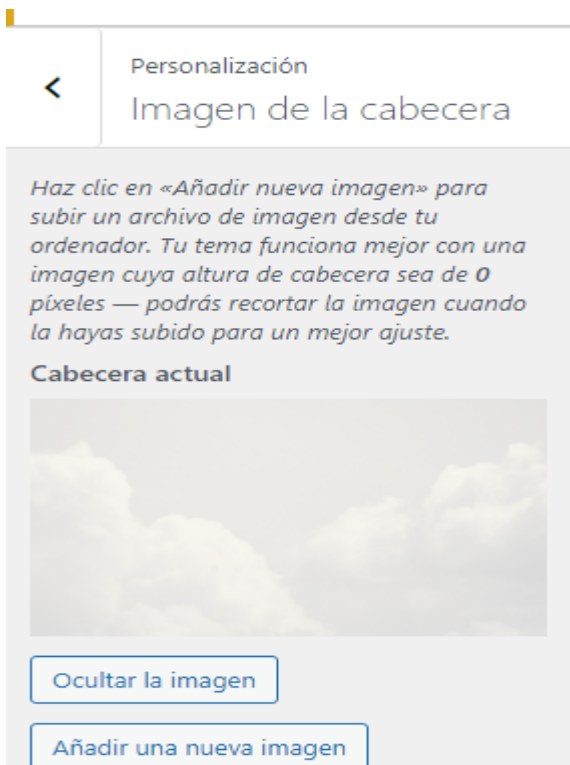 Personalización
Imagen de la cabecera
Haz clic en «Añadir nueva imagen» para
subir un archivo de imagen desde tu
ordenador. Tu tema funciona mejor con una
imagen cuya altura de cabecera sea de 0
píxeles — podrás recortar la imagen cuando
la hayas subido para un mejor ajuste.
Cabecera actual
Ocultar la imagen
Añadir una nueva imagen